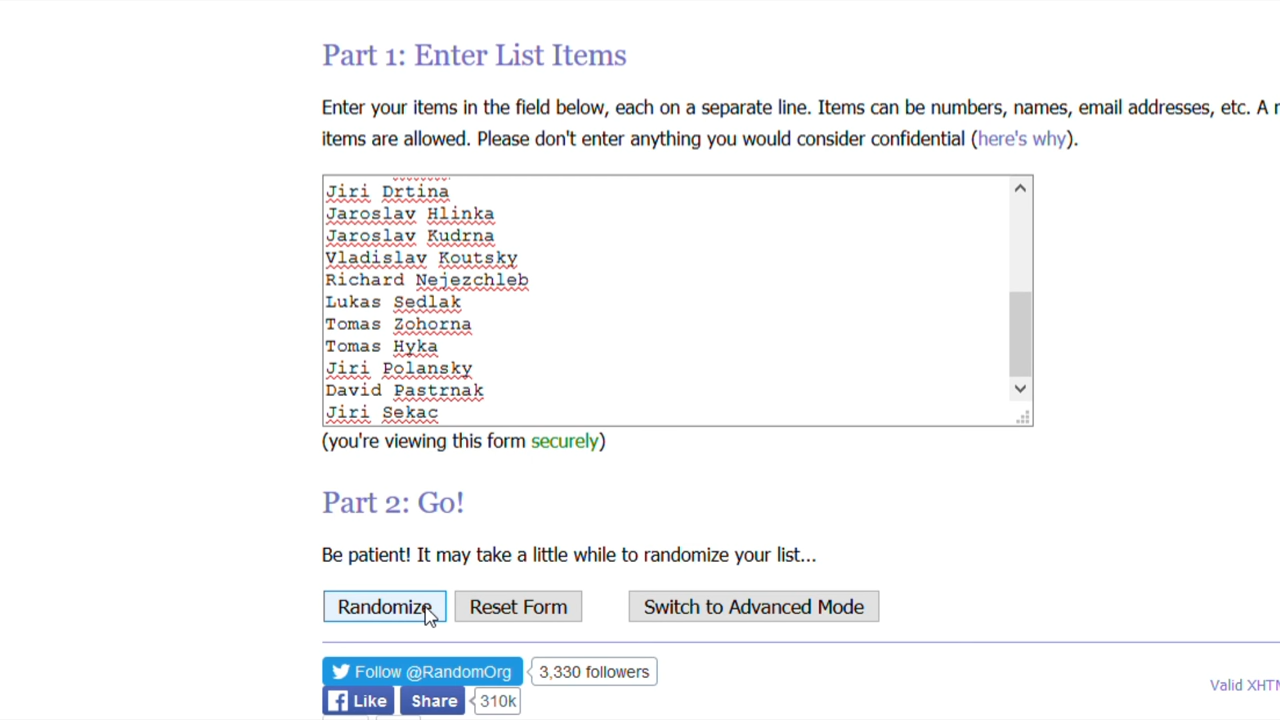 Part 1: Enter List Items
Enter your items in the field below, each on a separate line. Items can be numbers, names, email addresses, etc. A
items are allowed. Please don't enter anything you would consider confidential (here's why).
Jiri Drtina
Jaroslav Hlinka
Jaroslav Kudrna
Vladislav Koutsky
Richard Nejezchleb
Lukas Sedlak
Tomas Zohorna
Tomas Hyka
Jiri Polansky
David Pastrnak
Jiri Sekac
(you're viewing this form securely)
Part 2: Go!
Be patient! It may take a little while to randomize your list...
Randomize Reset Form Switch to Advanced Mode
Follow @RandomOrg 3,330 followers
Like Share 310k
Valid